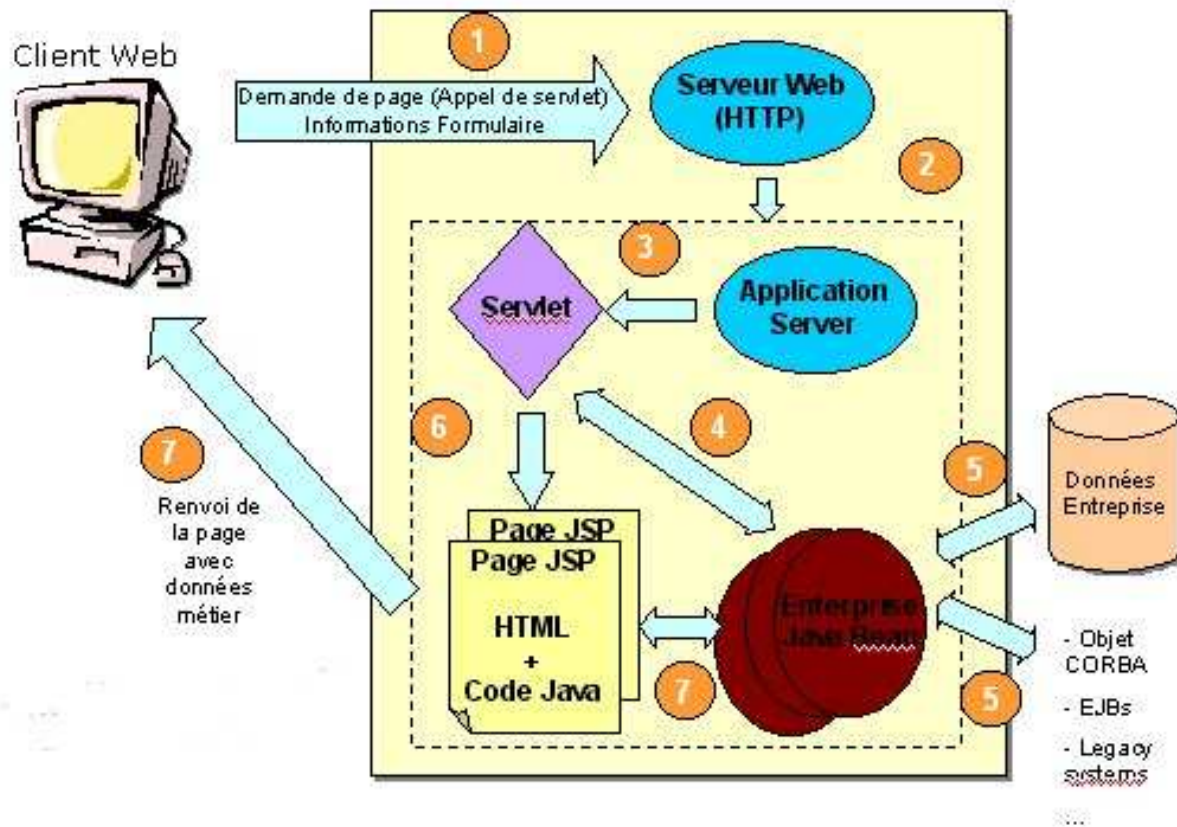 Client Web
1
Demande de page (Appel de servlet)
Informations Formulaire
Serveur Web
(HTTP)
2
3
Servlet
Application
Server
6
4
7
Renvoi de
la page
avec
données
métier
Page JSP
Page JSP
HTML
+
Code Java
7
Enterprise
Java Bean
5
Données
Entreprise
5
- Objet
CORBA
- EJBs
- Legacy
systems
...